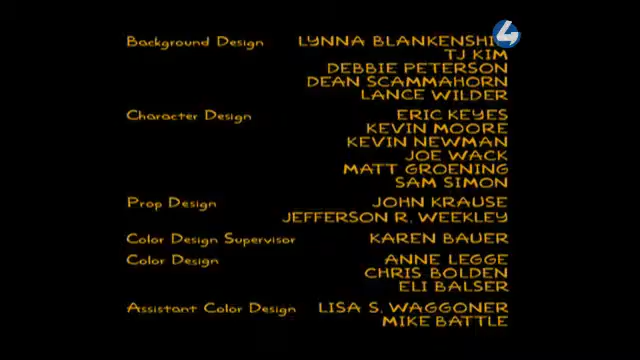 Background Design LYNNA BLANKENSHIP
TJ KIM
DEBBIE PETERSON
DEAN SCAMMAHORN
LANCE WILDER
Character Design ERIC KEYES
KEVIN MOORE
KEVIN NEWMAN
JOE WACK
MATT GROENING
SAM SIMON
Prop Design JOHN KRAUSE
JEFFERSON R. WEEKLEY
Color Design Supervisor KAREN BAUER
Color Design ANNE LEGGE
CHRIS BOLDEN
ELI BALSER
Assistant Color Design LISA S. WAGGONER
MIKE BATTLE
4